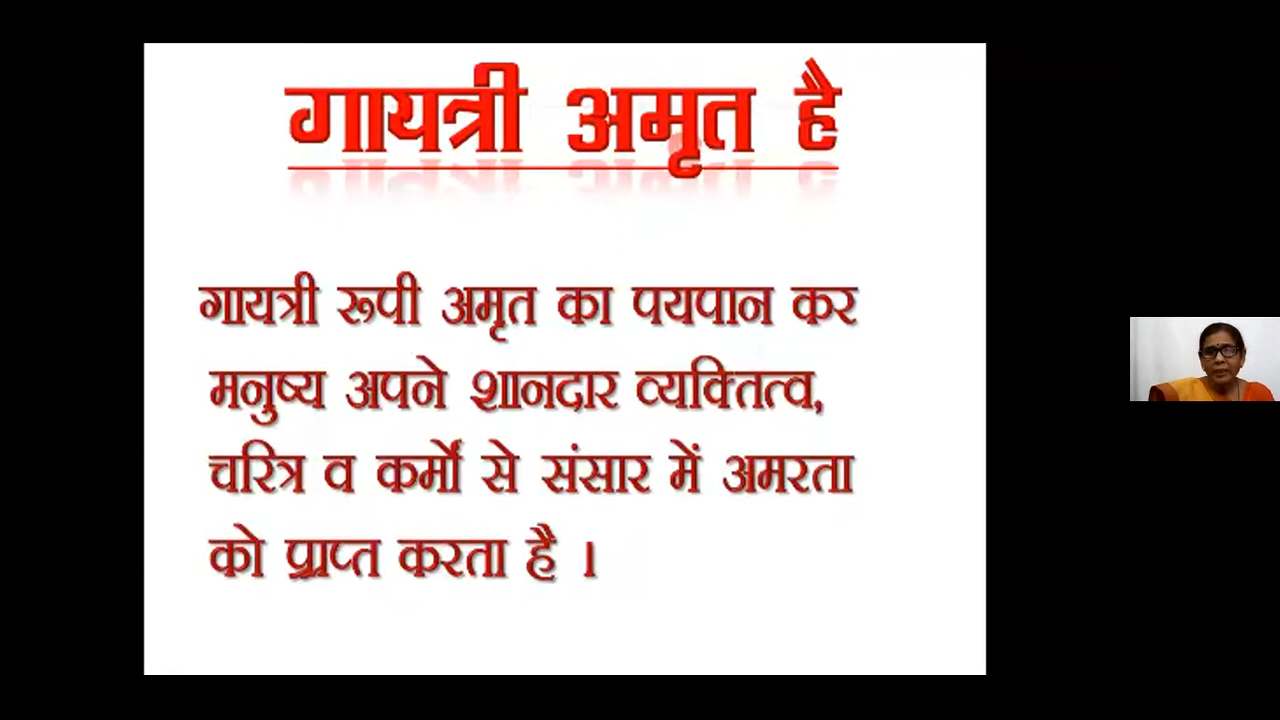 गायत्री अमृत है
गायत्री रूपी अमृत का पयपान कर
मनुष्य अपने शानदार व्यक्तित्व,
चरित्र व कर्मों से संसार में अमरता
को प्राप्त करता है ।